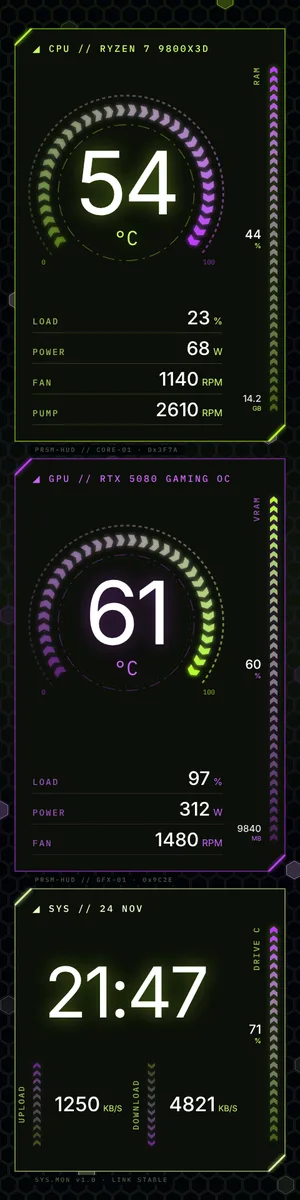 CPU // RYZEN 7 9800X3D
RAM
54
°C
0
100
44
%
LOAD 23 %
POWER 68 W
FAN 1140 RPM
PUMP 2610 RPM
14.2
GB
PRSM-HUD // CORE-01 · 0x3F7A
GPU // RTX 5080 GAMING OC
VRAM
61
°C
0
100
60
%
LOAD 97 %
POWER 312 W
FAN 1480 RPM
9840
MB
PRSM-HUD // GFX-01 · 0x9C2E
SYS // 24 NOV
DRIVE C
21:47
71
%
UPLOAD 1250 KB/S
DOWNLOAD 4821 KB/S
SYS.MON v1.0 · LINK STABLE